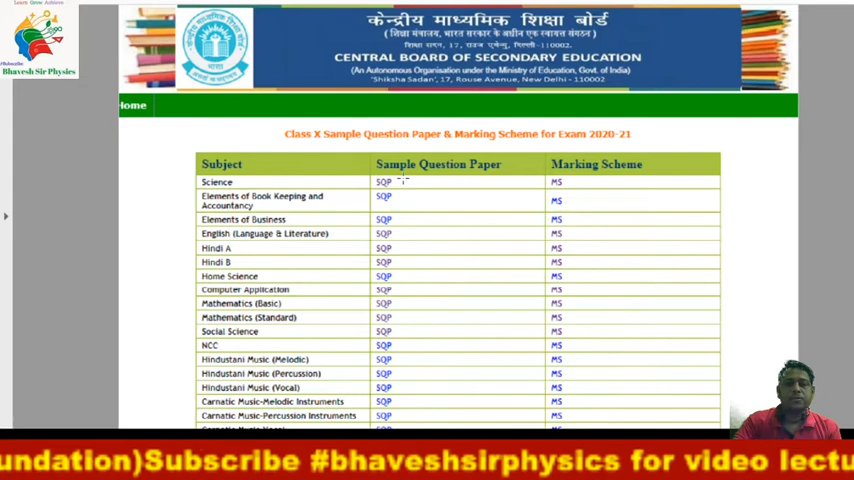 Learn Grow Achieve
#Subscribe
Bhavesh Sir Physics
केन्द्रीय माध्यमिक शिक्षा बोर्ड
(शिक्षा मंत्रालय, भारत सरकार के अधीन एक स्वायत्त संगठन)
शिक्षा सदन, 17, राउज़ एवेन्यू, दिल्ली-110002.
CENTRAL BOARD OF SECONDARY EDUCATION
(An Autonomous Organisation under the Ministry of Education, Govt. of India)
'Shiksha Sadan', 17, Rouse Avenue, New Delhi -110002
भारत
Home
Class X Sample Question Paper & Marking Scheme for Exam 2020-21
Subject Sample Question Paper Marking Scheme
Science SQP MS
Elements of Book Keeping and
Accountancy SQP MS
Elements of Business SQP MS
English (Language & Literature) SQP MS
Hindi A SQP MS
Hindi B SQP MS
Home Science SQP MS
Computer Application SQP MS
Mathematics (Basic) SQP MS
Mathematics (Standard) SQP MS
Social Science SQP MS
NCC SQP MS
Hindustani Music (Melodic) SQP MS
Hindustani Music (Percussion) SQP MS
Hindustani Music (Vocal) SQP MS
Carnatic Music-Melodic Instruments SQP MS
Carnatic Music-Percussion Instruments SQP MS
undation)Subscribe #bhaveshsirphysics for video lectu